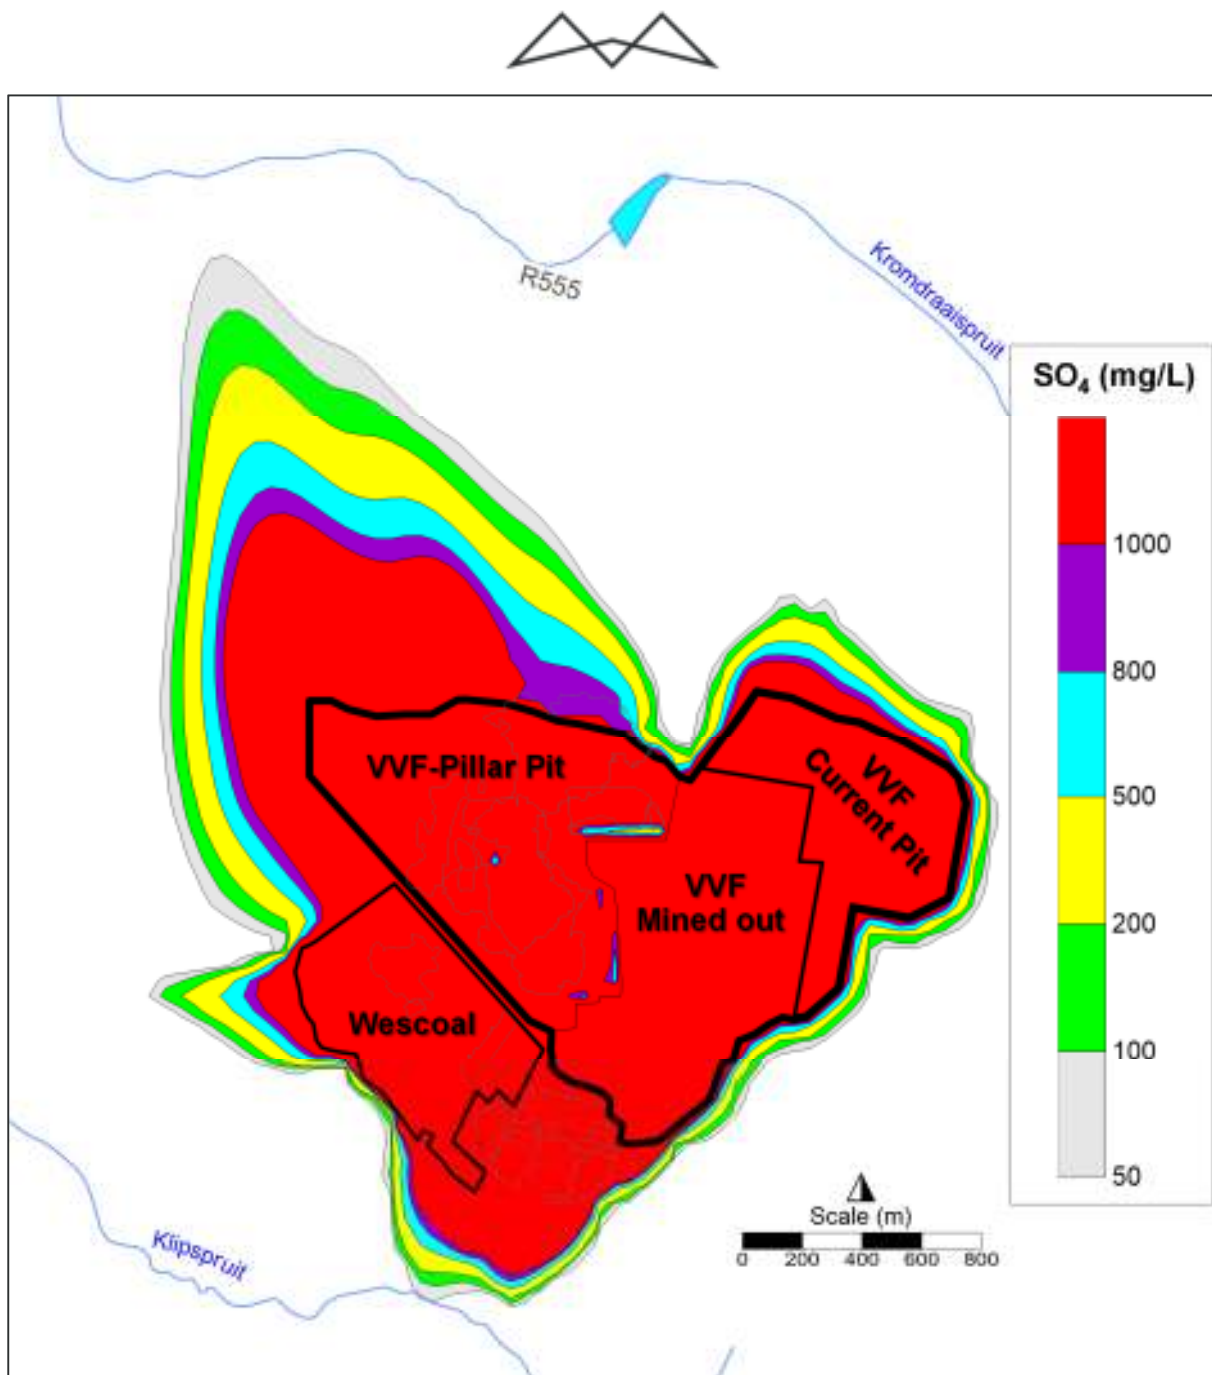 R555
Kromdraaispruit
SO₄ (mg/L)
1000
800
500
200
100
50
VVF-Pillar Pit
VVF
Current Pit
VVF
Mined out
Wescoal
Klipspruit
Scale (m)
0 200 400 600 800